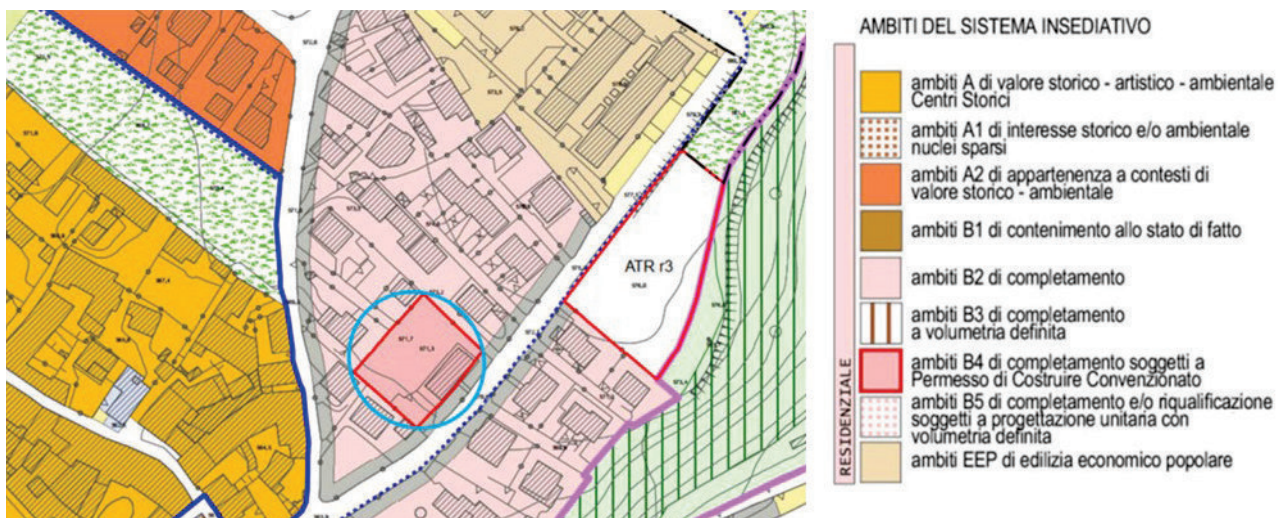 ATR r3
AMBITI DEL SISTEMA INSEDIATIVO
RESIDENZIALE
ambiti A di valore storico - artistico - ambientale
Centri Storici
ambiti A1 di interesse storico e/o ambientale
nuclei sparsi
ambiti A2 di appartenenza a contesti di
valore storico - ambientale
ambiti B1 di contenimento allo stato di fatto
ambiti B2 di completamento
ambiti B3 di completamento
a volumetria definita
ambiti B4 di completamento soggetti a
Permesso di Costruire Convenzionato
ambiti B5 di completamento e/o riqualificazione
soggetti a progettazione unitaria con
volumetria definita
ambiti EEP di edilizia economico popolare